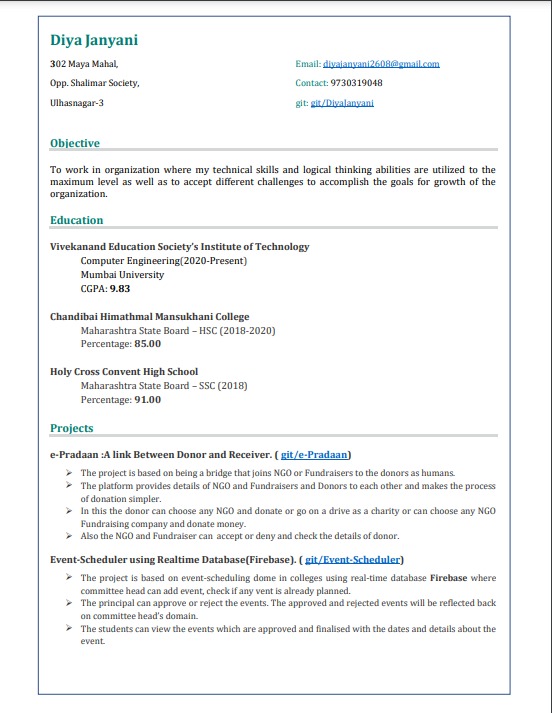 Diya Janyani
302 Maya Mahal,
Email: diyajanyani2608@gmail.com
Opp. Shalimar Society,
Contact: 9730319048
Ulhasnagar-3
git: git/DiyaJanyani
Objective
To work in organization where my technical skills and logical thinking abilities are utilized to the
maximum level as well as to accept different challenges to accomplish the goals for growth of the
organization.
Education
Vivekanand Education Society's Institute of Technology
Computer Engineering(2020-Present)
Mumbai University
CGPA: 9.83
Chandibai Himathmal Mansukhani College
Maharashtra State Board – HSC (2018-2020)
Percentage: 85.00
Holy Cross Convent High School
Maharashtra State Board – SSC (2018)
Percentage: 91.00
Projects
e-Pradaan :A link Between Donor and Receiver. ( git/e-Pradaan)
➢ The project is based on being a bridge that joins NGO or Fundraisers to the donors as humans.
➢ The platform provides details of NGO and Fundraisers and Donors to each other and makes the process
of donation simpler.
➢ In this the donor can choose any NGO and donate or go on a drive as a charity or can choose any NGO
Fundraising company and donate money.
➢ Also the NGO and Fundraiser can accept or deny and check the details of donor.
Event-Scheduler using Realtime Database(Firebase). ( git/Event-Scheduler)
➢ The project is based on event-scheduling dome in colleges using real-time database Firebase where
committee head can add event, check if any vent is already planned.
➢ The principal can approve or reject the events. The approved and rejected events will be reflected back
on committee head's domain.
➢ The students can view the events which are approved and finalised with the dates and details about the
event.